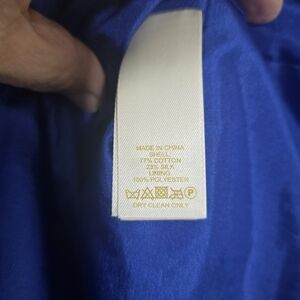 MADE IN CHINA
SHELL:
77% COTTON
23% SILK
LINING:
100% POLYESTER
P
DRY CLEAN ONLY